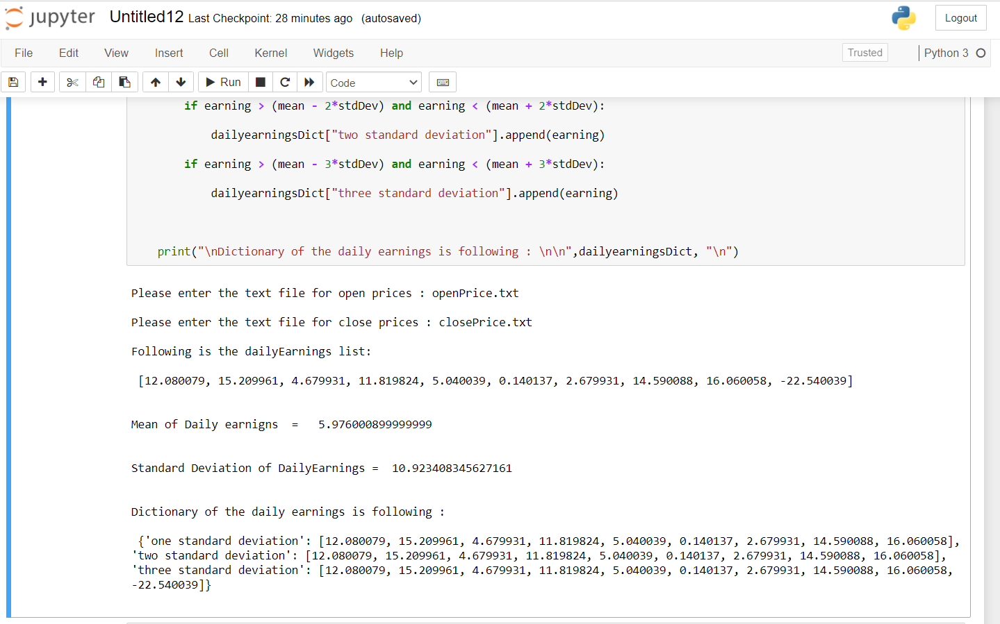 jupyter Untitled12 Last Checkpoint: 28 minutes ago (autosaved) Logout
File Edit View Insert Cell Kernel Widgets Help Trusted Python 3
Run Code
if earning > (mean - 2*stdDev) and earning < (mean + 2*stdDev):
dailyearningsDict["two standard deviation"].append(earning)
if earning > (mean - 3*stdDev) and earning < (mean + 3*stdDev):
dailyearningsDict["three standard deviation"].append(earning)
print("\nDictionary of the daily earnings is following : \n\n",dailyearningsDict, "\n")
Please enter the text file for open prices : openPrice.txt
Please enter the text file for close prices : closePrice.txt
Following is the dailyEarnings list:
[12.080079, 15.209961, 4.679931, 11.819824, 5.040039, 0.140137, 2.679931, 14.590088, 16.060058, -22.540039]
Mean of Daily earnigns = 5.976000899999999
Standard Deviation of DailyEarnings = 10.923408345627161
Dictionary of the daily earnings is following :
{'one standard deviation': [12.080079, 15.209961, 4.679931, 11.819824, 5.040039, 0.140137, 2.679931, 14.590088, 16.060058],
'two standard deviation': [12.080079, 15.209961, 4.679931, 11.819824, 5.040039, 0.140137, 2.679931, 14.590088, 16.060058],
'three standard deviation': [12.080079, 15.209961, 4.679931, 11.819824, 5.040039, 0.140137, 2.679931, 14.590088, 16.060058,
-22.540039]}